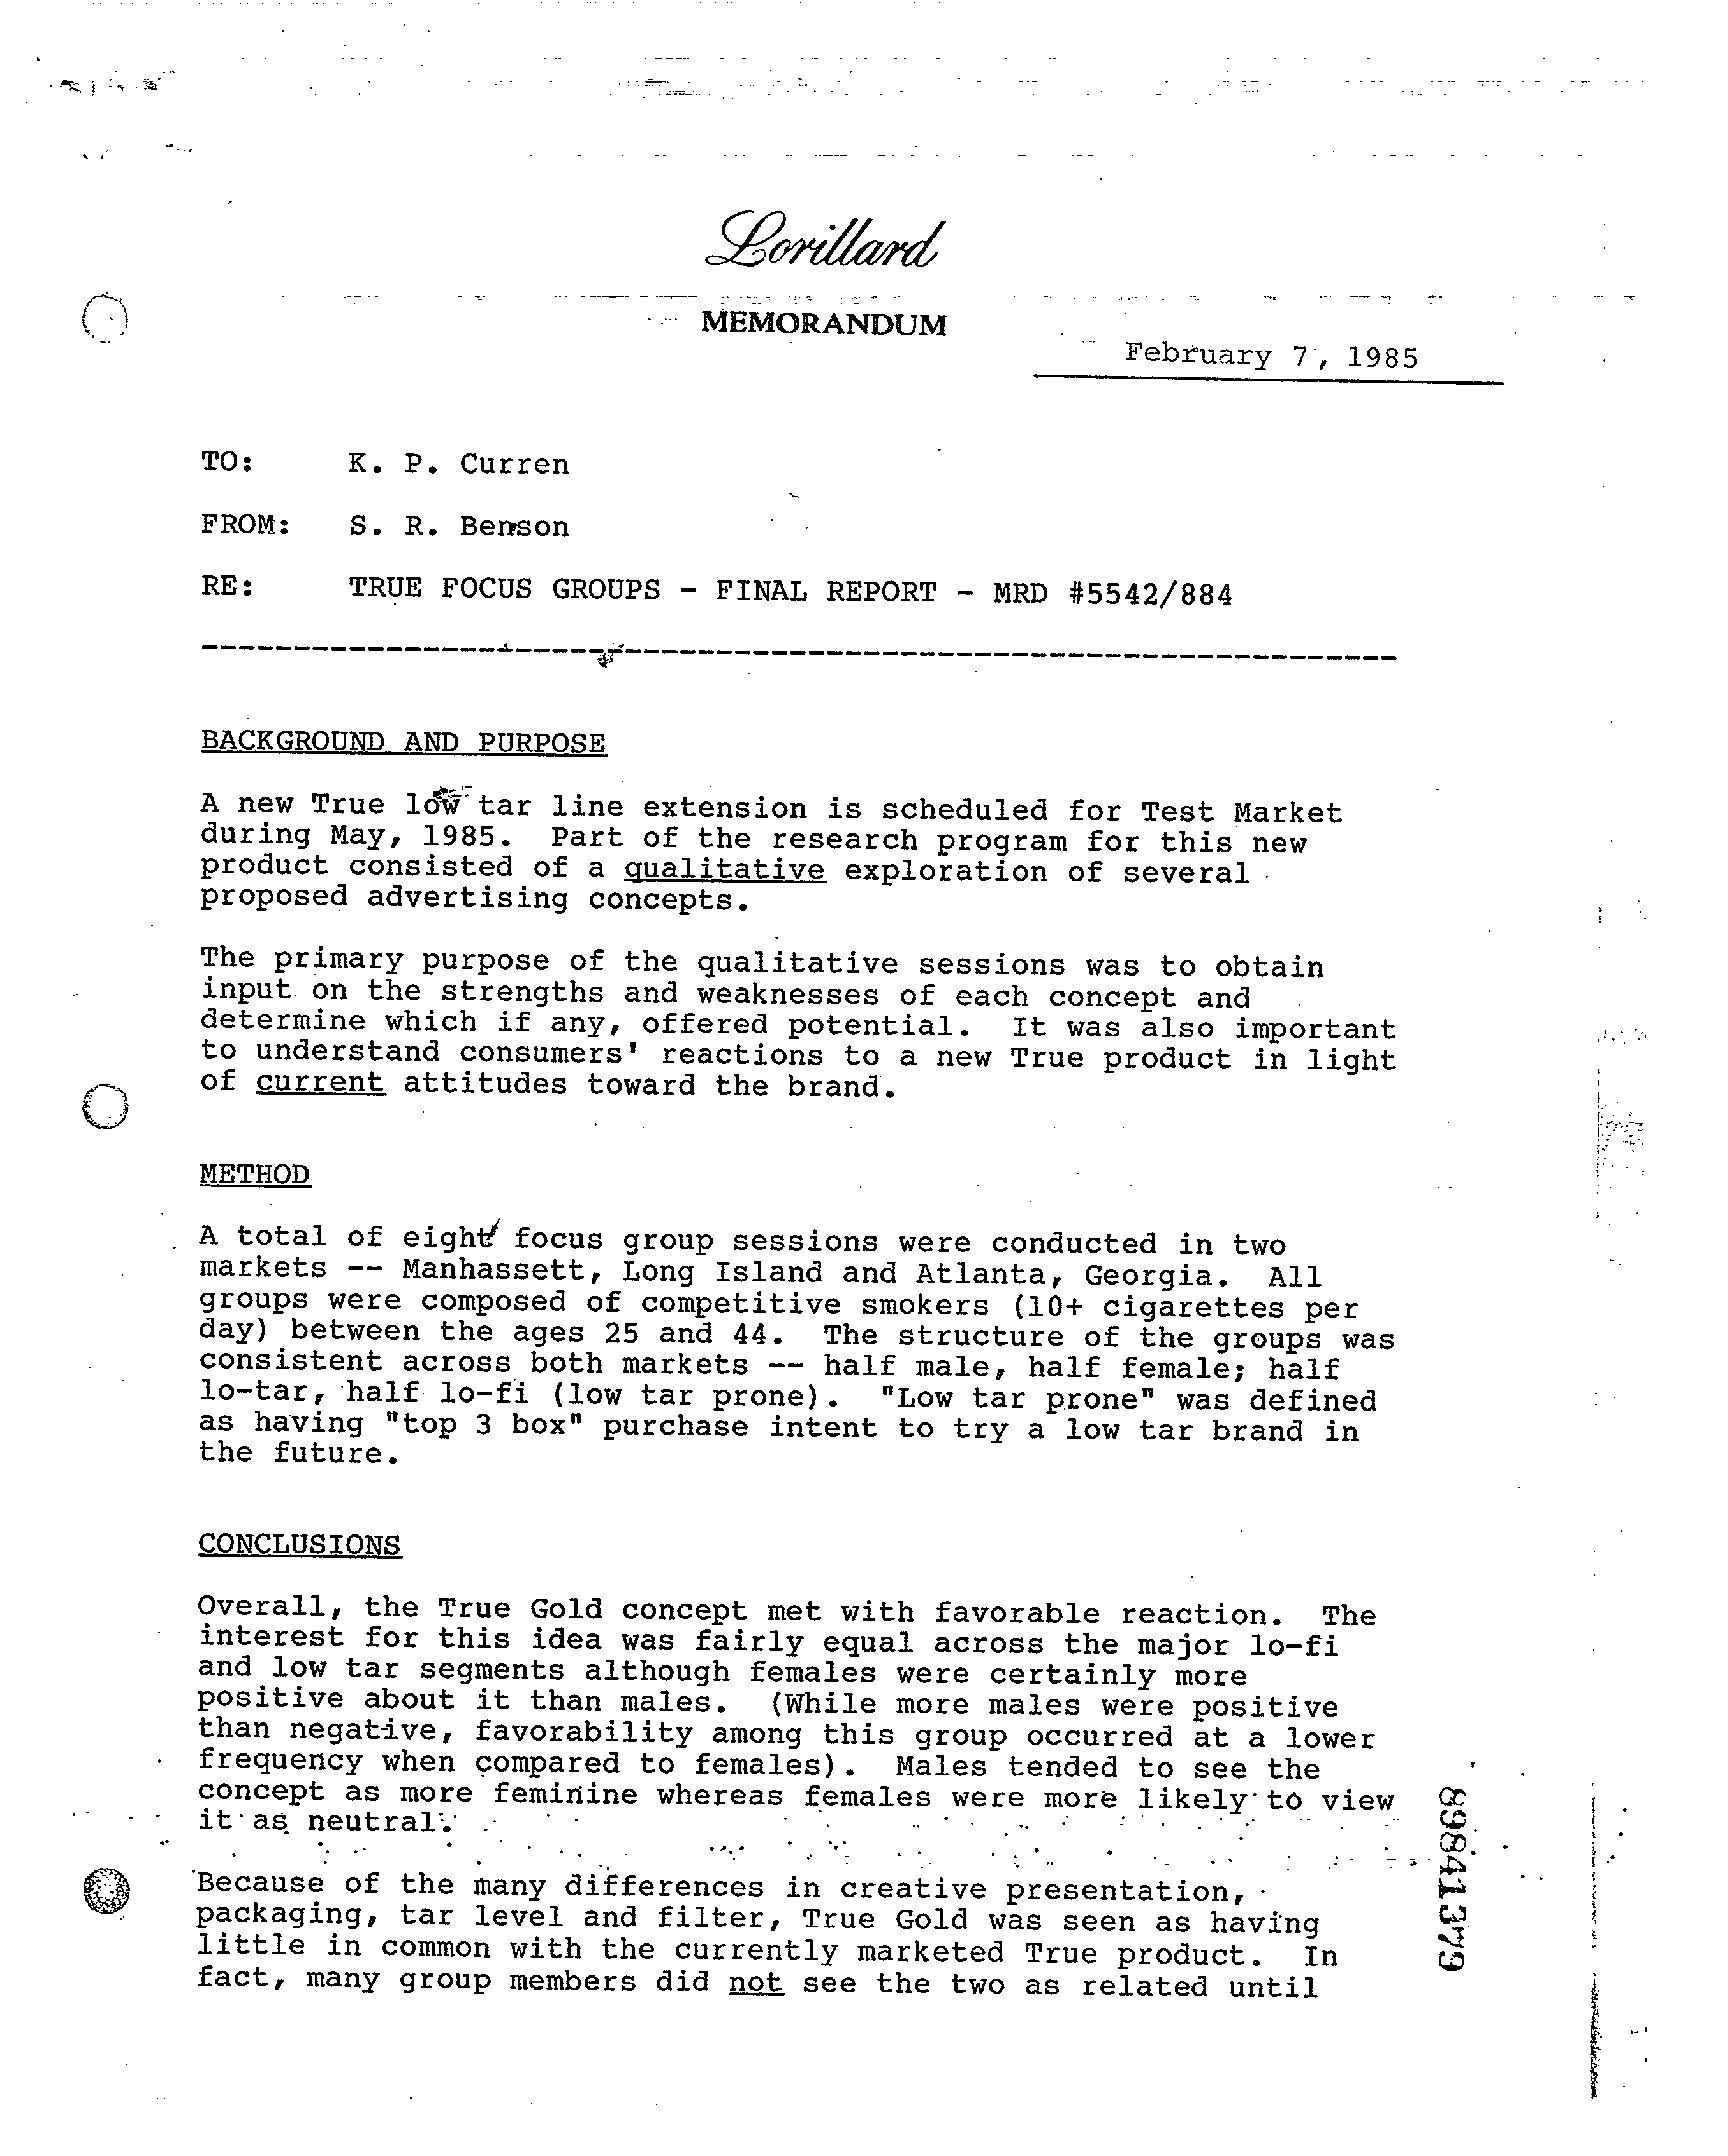 Lorillard
MEMORANDUM
February 7, 1985
TO: K. P. Curren
FROM: S. R. Benson
RE: TRUE FOCUS GROUPS - FINAL REPORT - MRD #5542/884
BACKGROUND AND PURPOSE
A new True low tar line extension is scheduled for Test Market
during May, 1985. Part of the research program for this new
product consisted of a qualitative exploration of several
proposed advertising concepts.
The primary purpose of the qualitative sessions was to obtain
input on the strengths and weaknesses of each concept and
determine which if any, offered potential. It was also important
to understand consumers' reactions to a new True product in light
of current attitudes toward the brand.
METHOD
A total of eight focus group sessions were conducted in two
markets -- Manhassett, Long Island and Atlanta, Georgia. All
groups were composed of competitive smokers (10+ cigarettes per
day) between the ages 25 and 44. The structure of the groups was
consistent across both markets -- half male, half female; half
lo-tar, half lo-fi (low tar prone). "Low tar prone" was defined
as having "top 3 box" purchase intent to try a low tar brand in
the future.
CONCLUSIONS
Overall, the True Gold concept met with favorable reaction. The
interest for this idea was fairly equal across the major lo-fi
and low tar segments although females were certainly more
positive about it than males. (While more males were positive
than negative, favorability among this group occurred at a lower
frequency when compared to females). Males tended to see the
concept as more feminine whereas females were more likely to view
it as neutral.
Because of the many differences in creative presentation,
packaging, tar level and filter, True Gold was seen as having
little in common with the currently marketed True product. In
fact, many group members did not see the two as related until
89841379